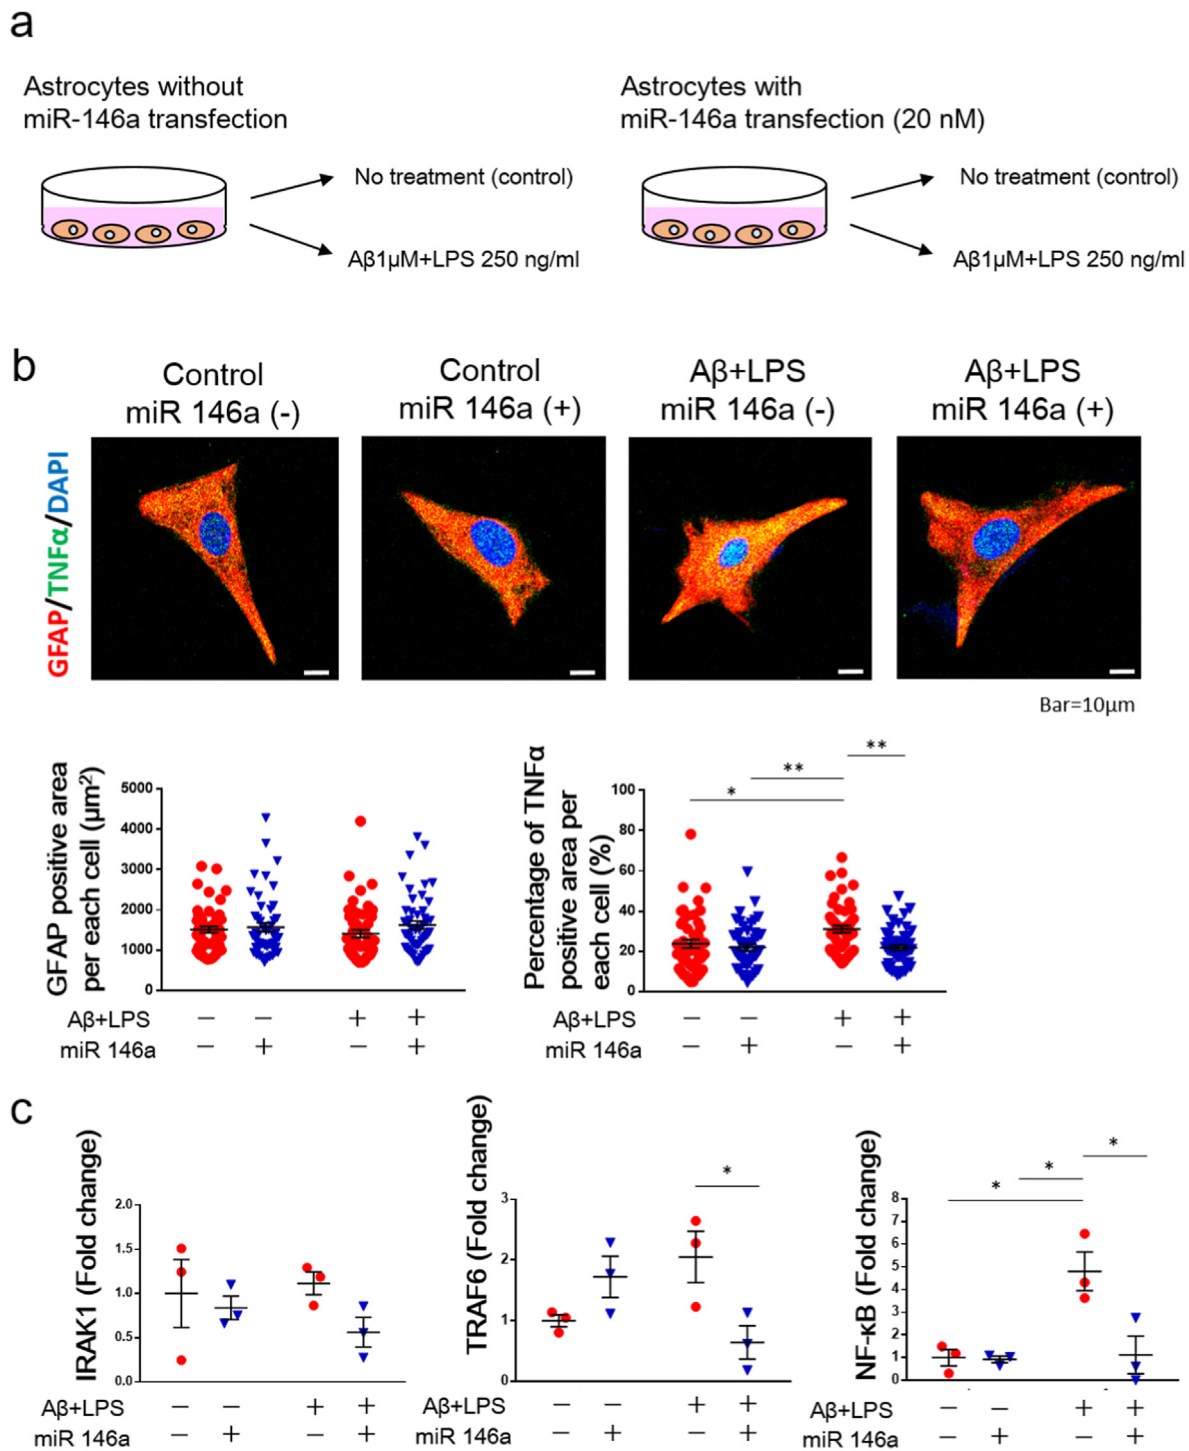 a
Astrocytes without
miR-146a transfection
No treatment (control)
Aβ1μM+LPS 250 ng/ml
Astrocytes with
miR-146a transfection (20 nM)
No treatment (control)
Aβ1μM+LPS 250 ng/ml
b
Control
miR 146a (-)
Control
miR 146a (+)
Aβ+LPS
miR 146a (-)
Aβ+LPS
miR 146a (+)
GFAP/TNFα/DAPI
Bar=10μm
GFAP positive area
per each cell (μm²)
5000
4000
3000
2000
1000
0
Aβ+LPS − − + +
miR 146a − + − +
Percentage of TNFα
positive area per
each cell (%)
100
80
60
40
20
0
*
**
**
Aβ+LPS − − + +
miR 146a − + − +
c
IRAK1 (Fold change)
2.0
1.5
1.0
0.5
0.0
Aβ+LPS − − + +
miR 146a − + − +
TRAF6 (Fold change)
3
2
1
0
*
Aβ+LPS − − + +
miR 146a − + − +
NF-κB (Fold change)
8
7
6
5
4
3
2
1
0
*
*
*
Aβ+LPS − − + +
miR 146a − + − +